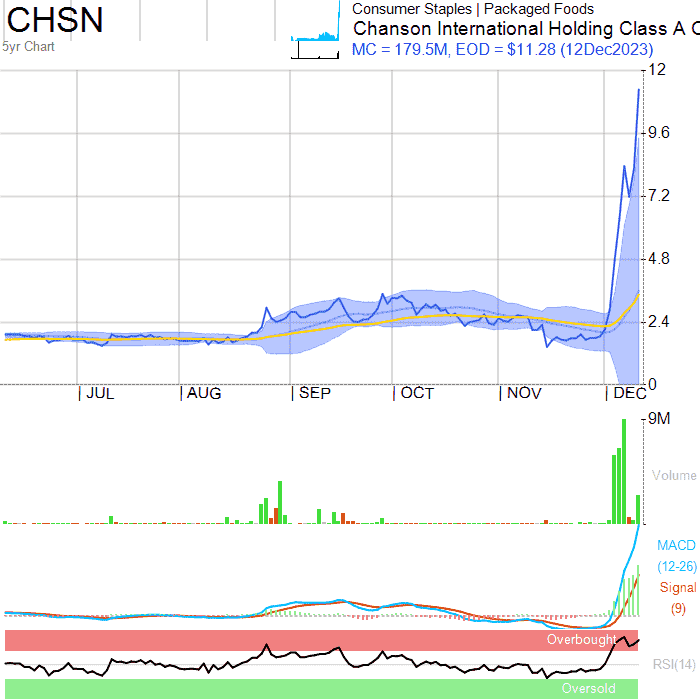 CHSN
Consumer Staples | Packaged Foods
5yr Chart
Chanson International Holding Class A O
MC = 179.5M, EOD = $11.28 (12Dec2023)
12
9.6
7.2
4.8
2.4
0
| JUL | AUG | SEP | OCT | NOV | DEC
9M
Volume
MACD
(12-26)
Signal
(9)
Overbought
RSI(14)
Oversold